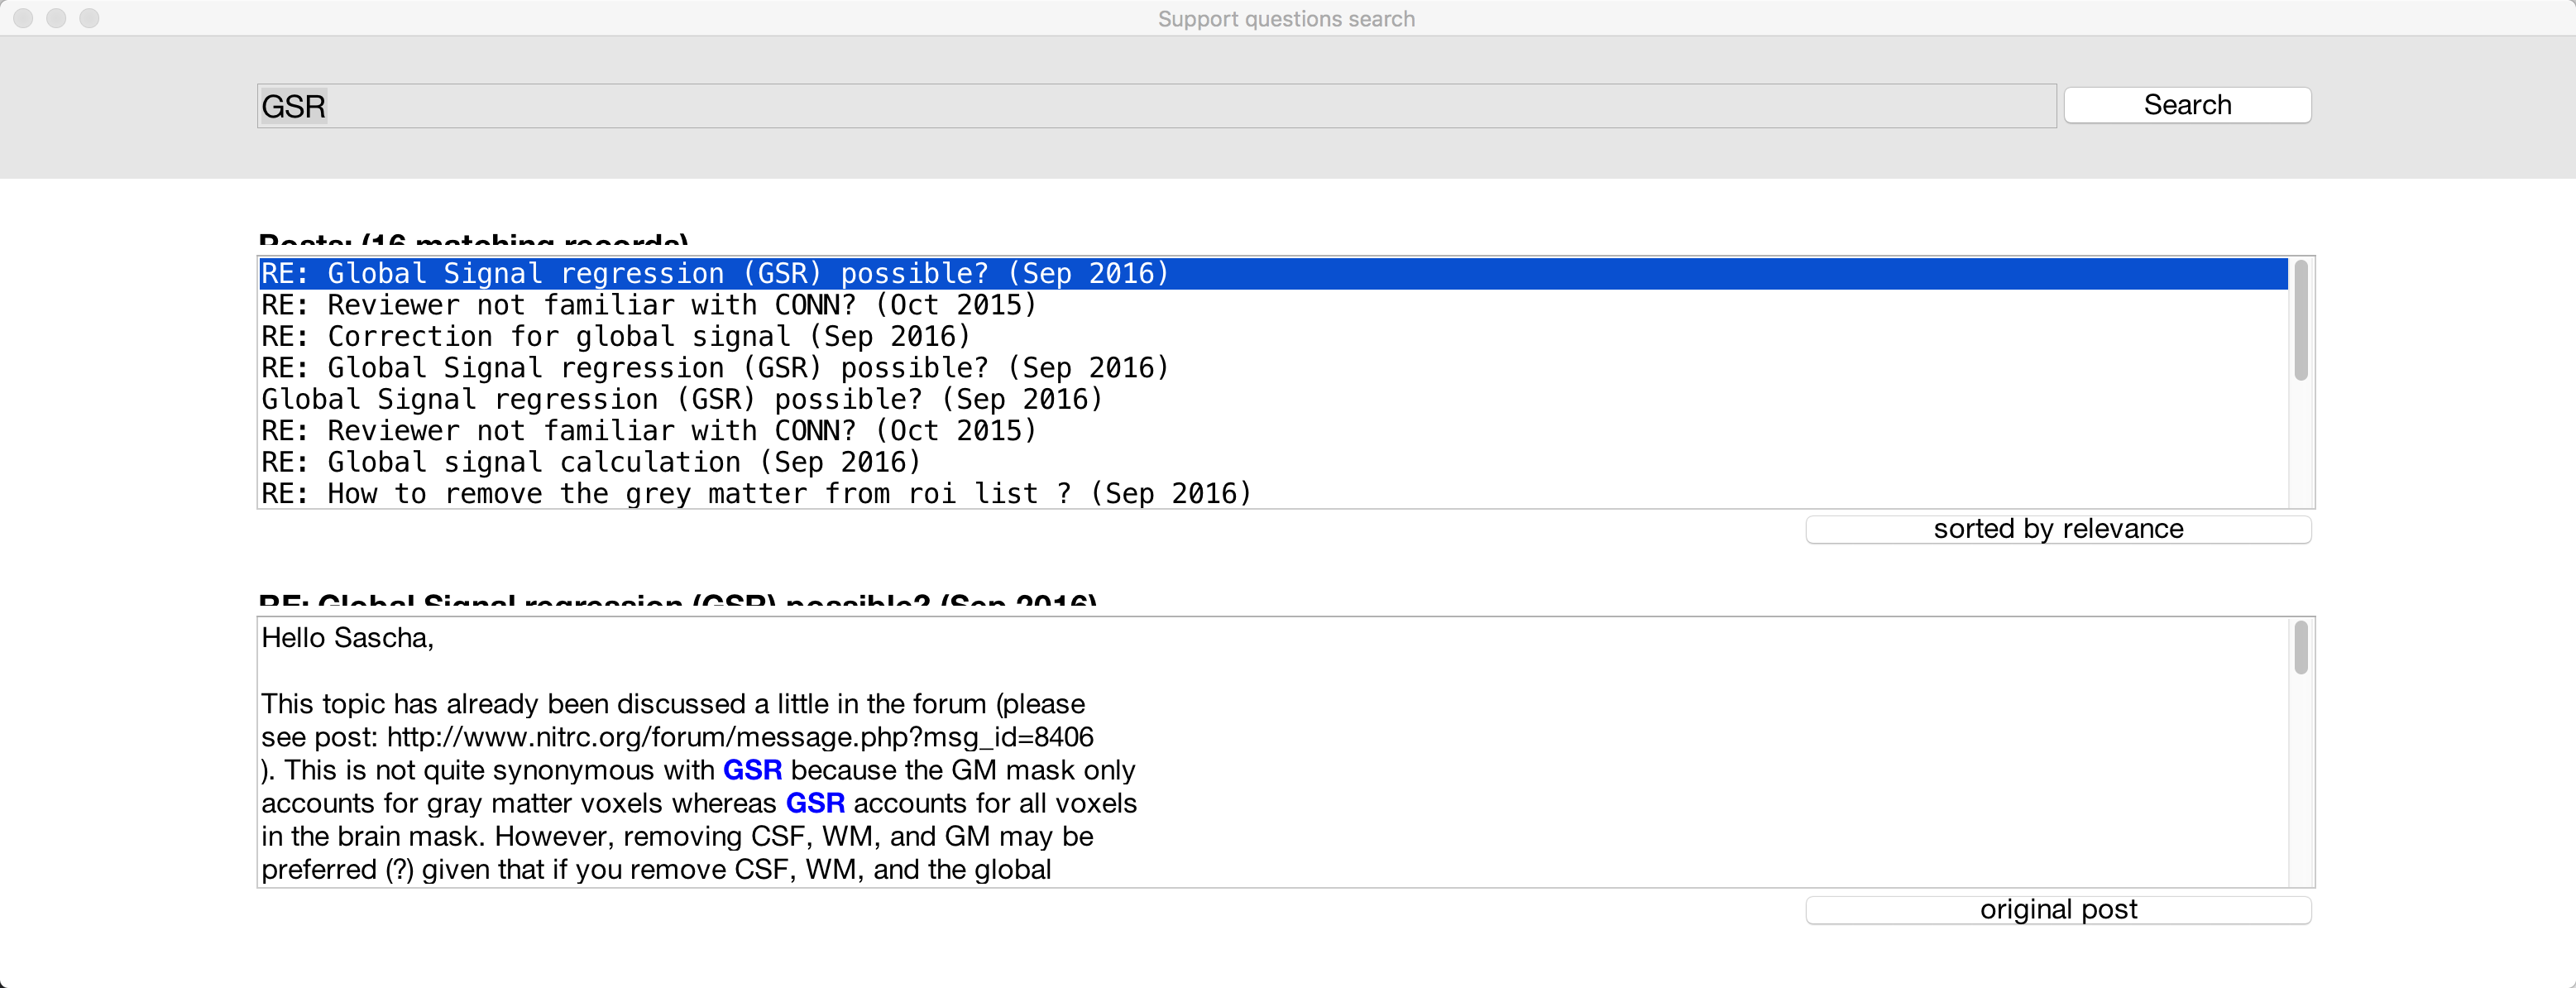 Support questions search
GSR
Search
Posts: (16 matching records)
RE: Global Signal regression (GSR) possible? (Sep 2016)
RE: Reviewer not familiar with CONN? (Oct 2015)
RE: Correction for global signal (Sep 2016)
RE: Global Signal regression (GSR) possible? (Sep 2016)
Global Signal regression (GSR) possible? (Sep 2016)
RE: Reviewer not familiar with CONN? (Oct 2015)
RE: Global signal calculation (Sep 2016)
RE: How to remove the grey matter from roi list ? (Sep 2016)
sorted by relevance
RE: Global Signal regression (GSR) possible? (Sep 2016)
Hello Sascha,
This topic has already been discussed a little in the forum (please
see post: http://www.nitrc.org/forum/message.php?msg_id=8406
). This is not quite synonymous with GSR because the GM mask only
accounts for gray matter voxels whereas GSR accounts for all voxels
in the brain mask. However, removing CSF, WM, and GM may be
preferred (?) given that if you remove CSF, WM, and the global
original post